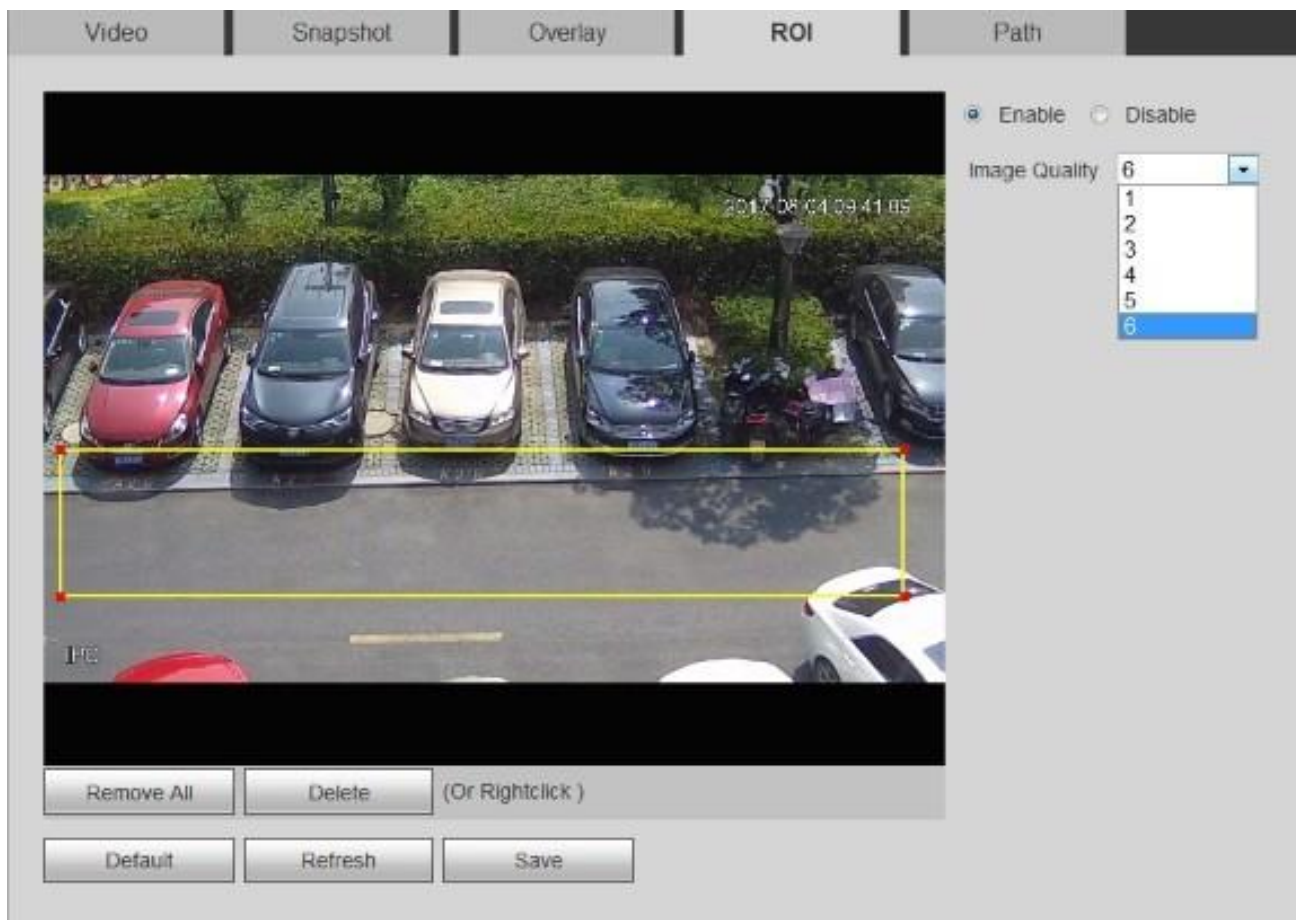 Video Snapshot Overlay ROI Path
Enable Disable
Image Quality 6
1
2
3
4
5
6
2017-08-04 09:41:09
IPC
Remove All Delete (Or Rightclick )
Default Refresh Save